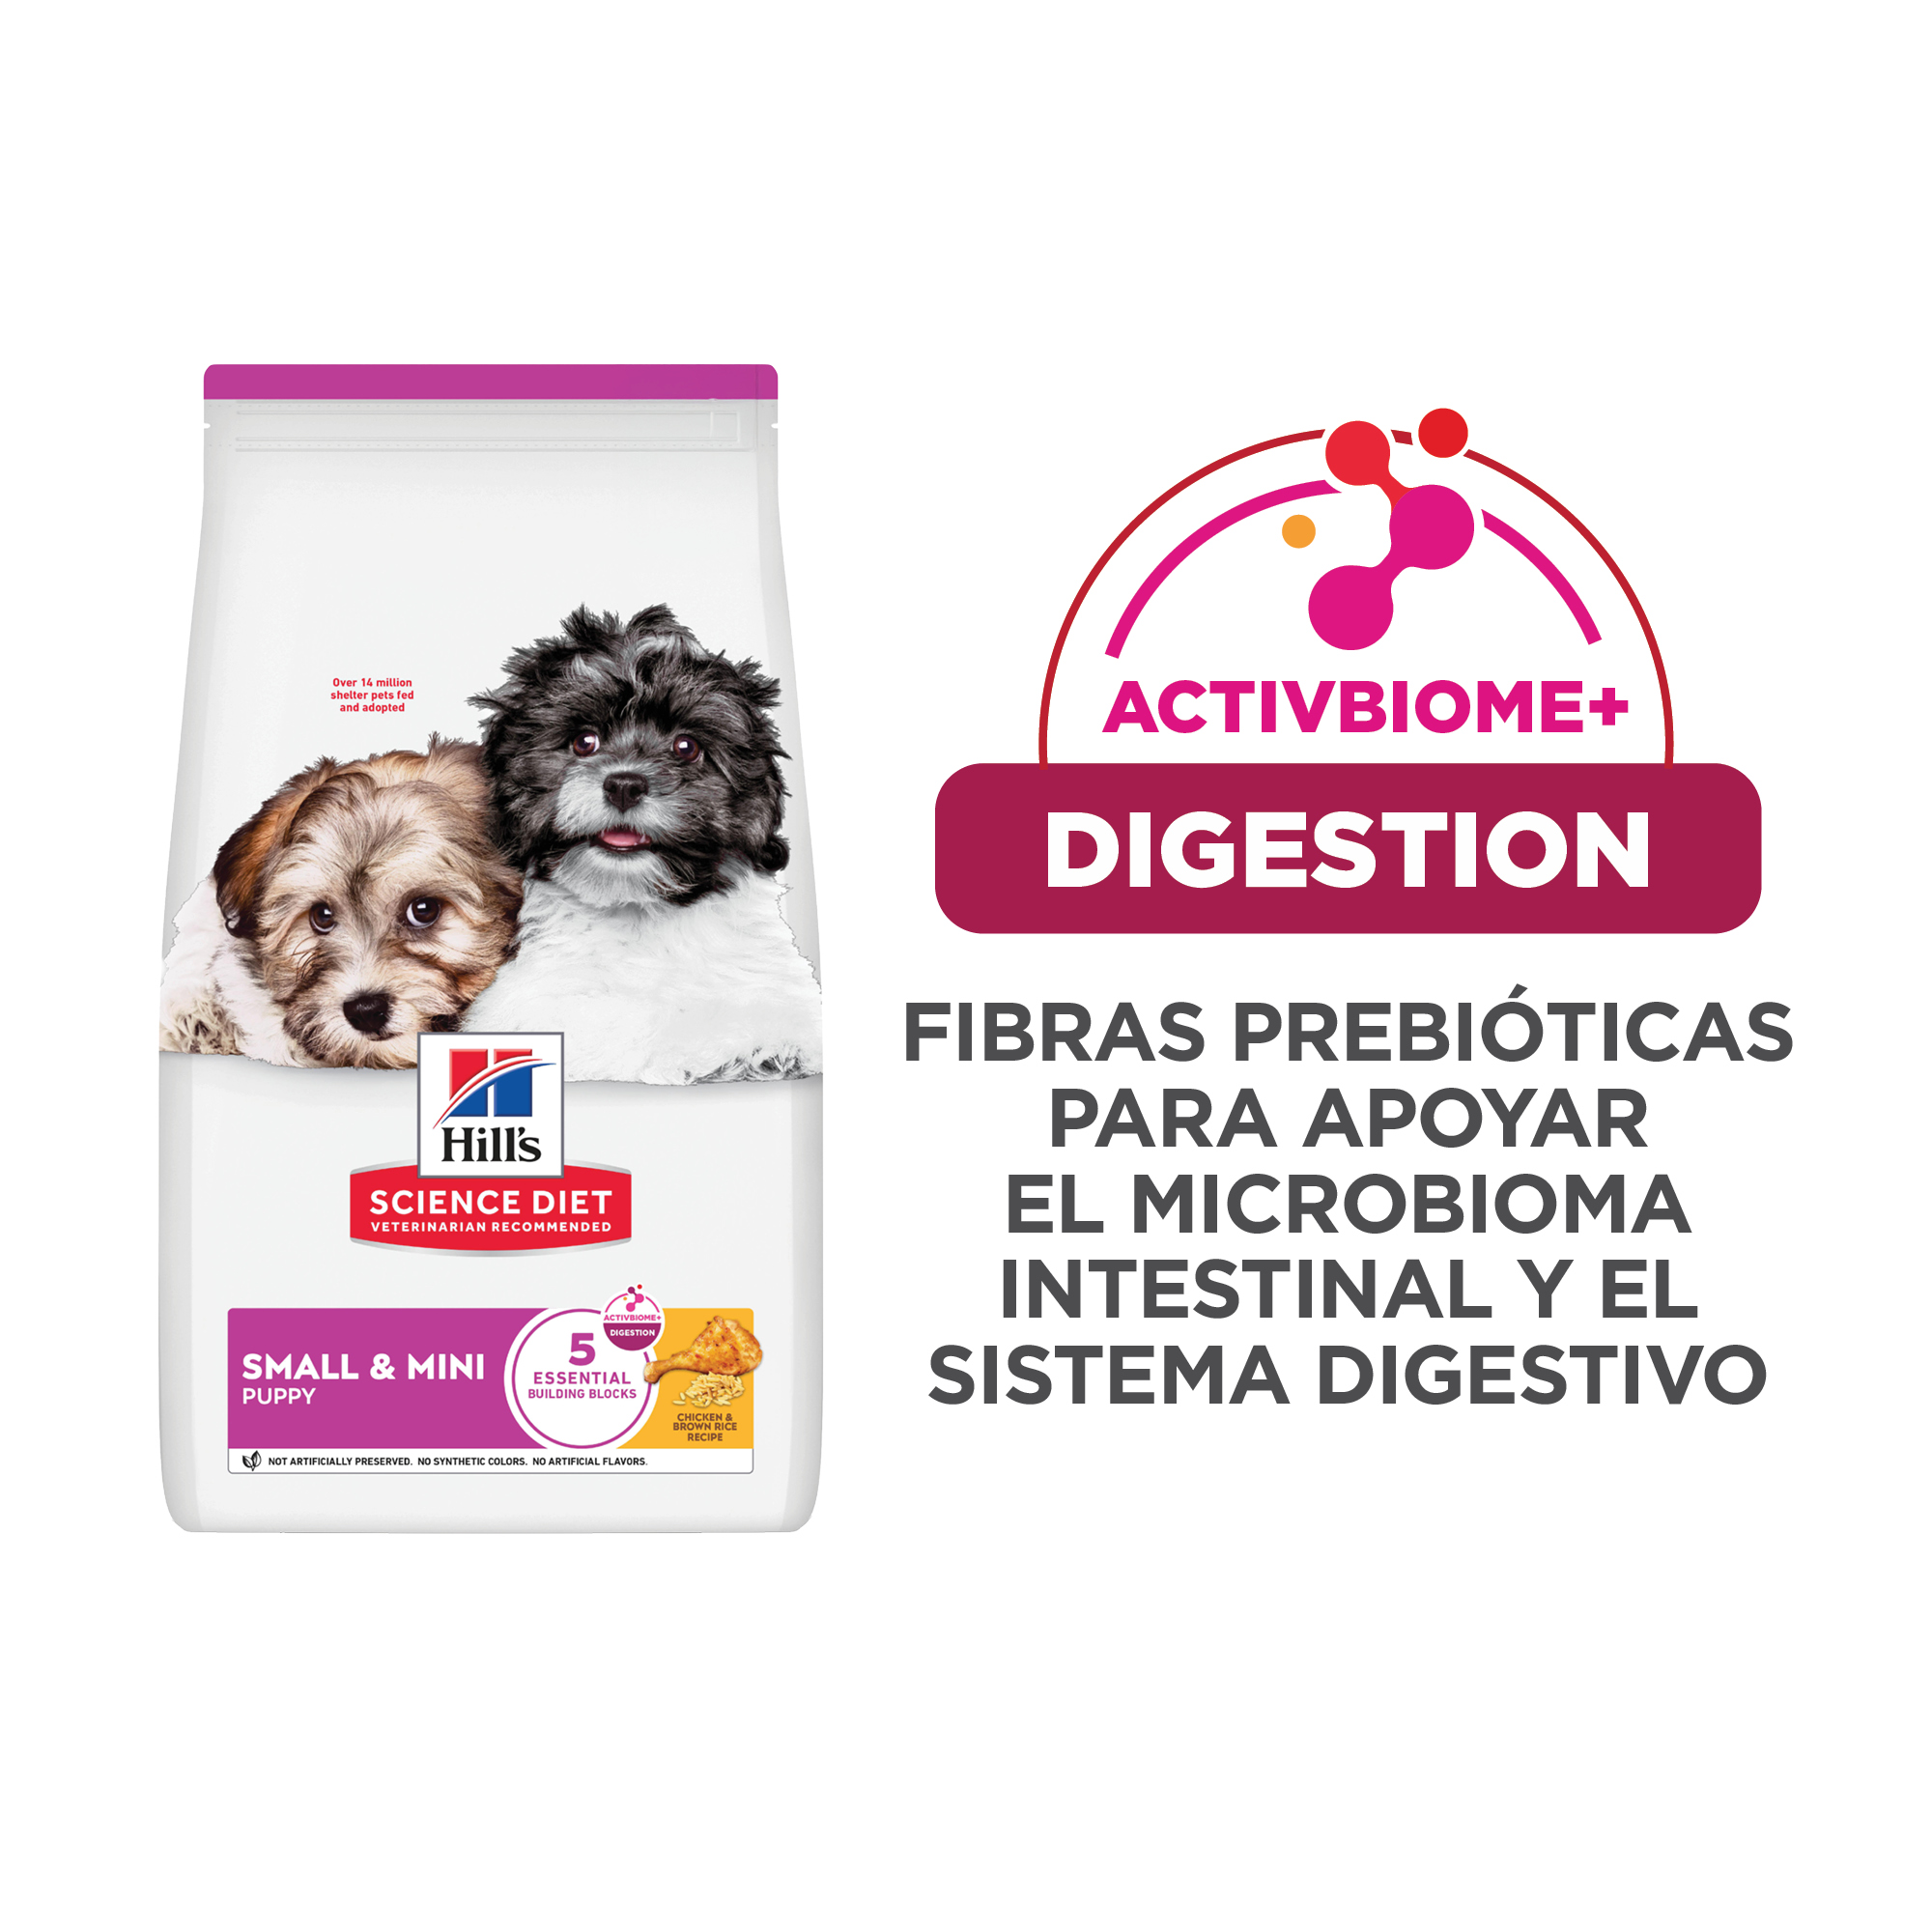 Over 14 million
shelter pets fed
and adopted
Hill's
SCIENCE DIET
VETERINARIAN RECOMMENDED
SMALL & MINI
PUPPY
5
ESSENTIAL
BUILDING BLOCKS
ACTIVBIOME+
DIGESTION
CHICKEN &
BROWN RICE
RECIPE
NOT ARTIFICIALLY PRESERVED. NO SYNTHETIC COLORS. NO ARTIFICIAL FLAVORS.
ACTIVBIOME+
DIGESTION
FIBRAS PREBIÓTICAS
PARA APOYAR
EL MICROBIOMA
INTESTINAL Y EL
SISTEMA DIGESTIVO